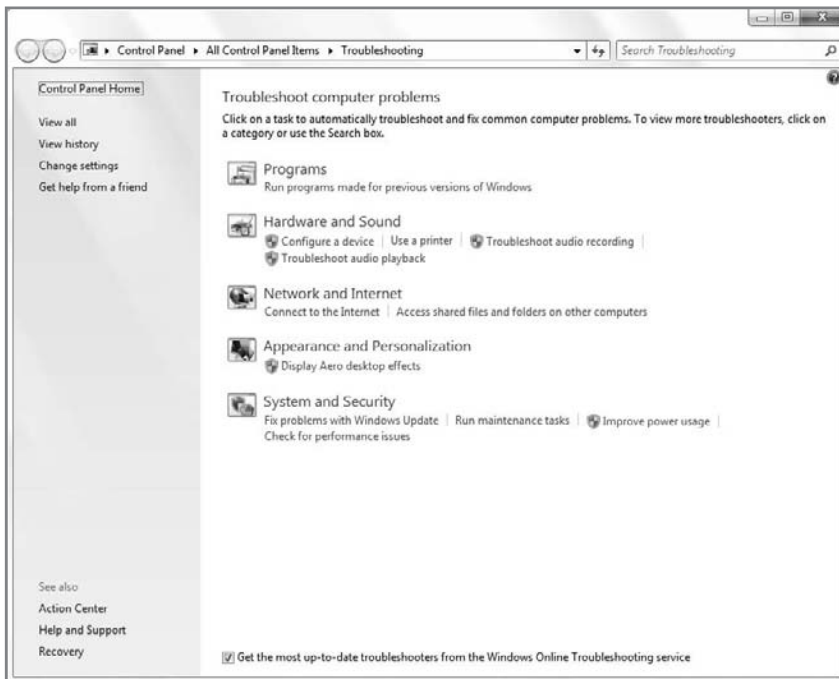 Control Panel ▸ All Control Panel Items ▸ Troubleshooting
Search Troubleshooting
Control Panel Home
View all
View history
Change settings
Get help from a friend
Troubleshoot computer problems
Click on a task to automatically troubleshoot and fix common computer problems. To view more troubleshooters, click on
a category or use the Search box.
Programs
Run programs made for previous versions of Windows
Hardware and Sound
Configure a device | Use a printer | Troubleshoot audio recording |
Troubleshoot audio playback
Network and Internet
Connect to the Internet | Access shared files and folders on other computers
Appearance and Personalization
Display Aero desktop effects
System and Security
Fix problems with Windows Update | Run maintenance tasks | Improve power usage |
Check for performance issues
See also
Action Center
Help and Support
Recovery
Get the most up-to-date troubleshooters from the Windows Online Troubleshooting service